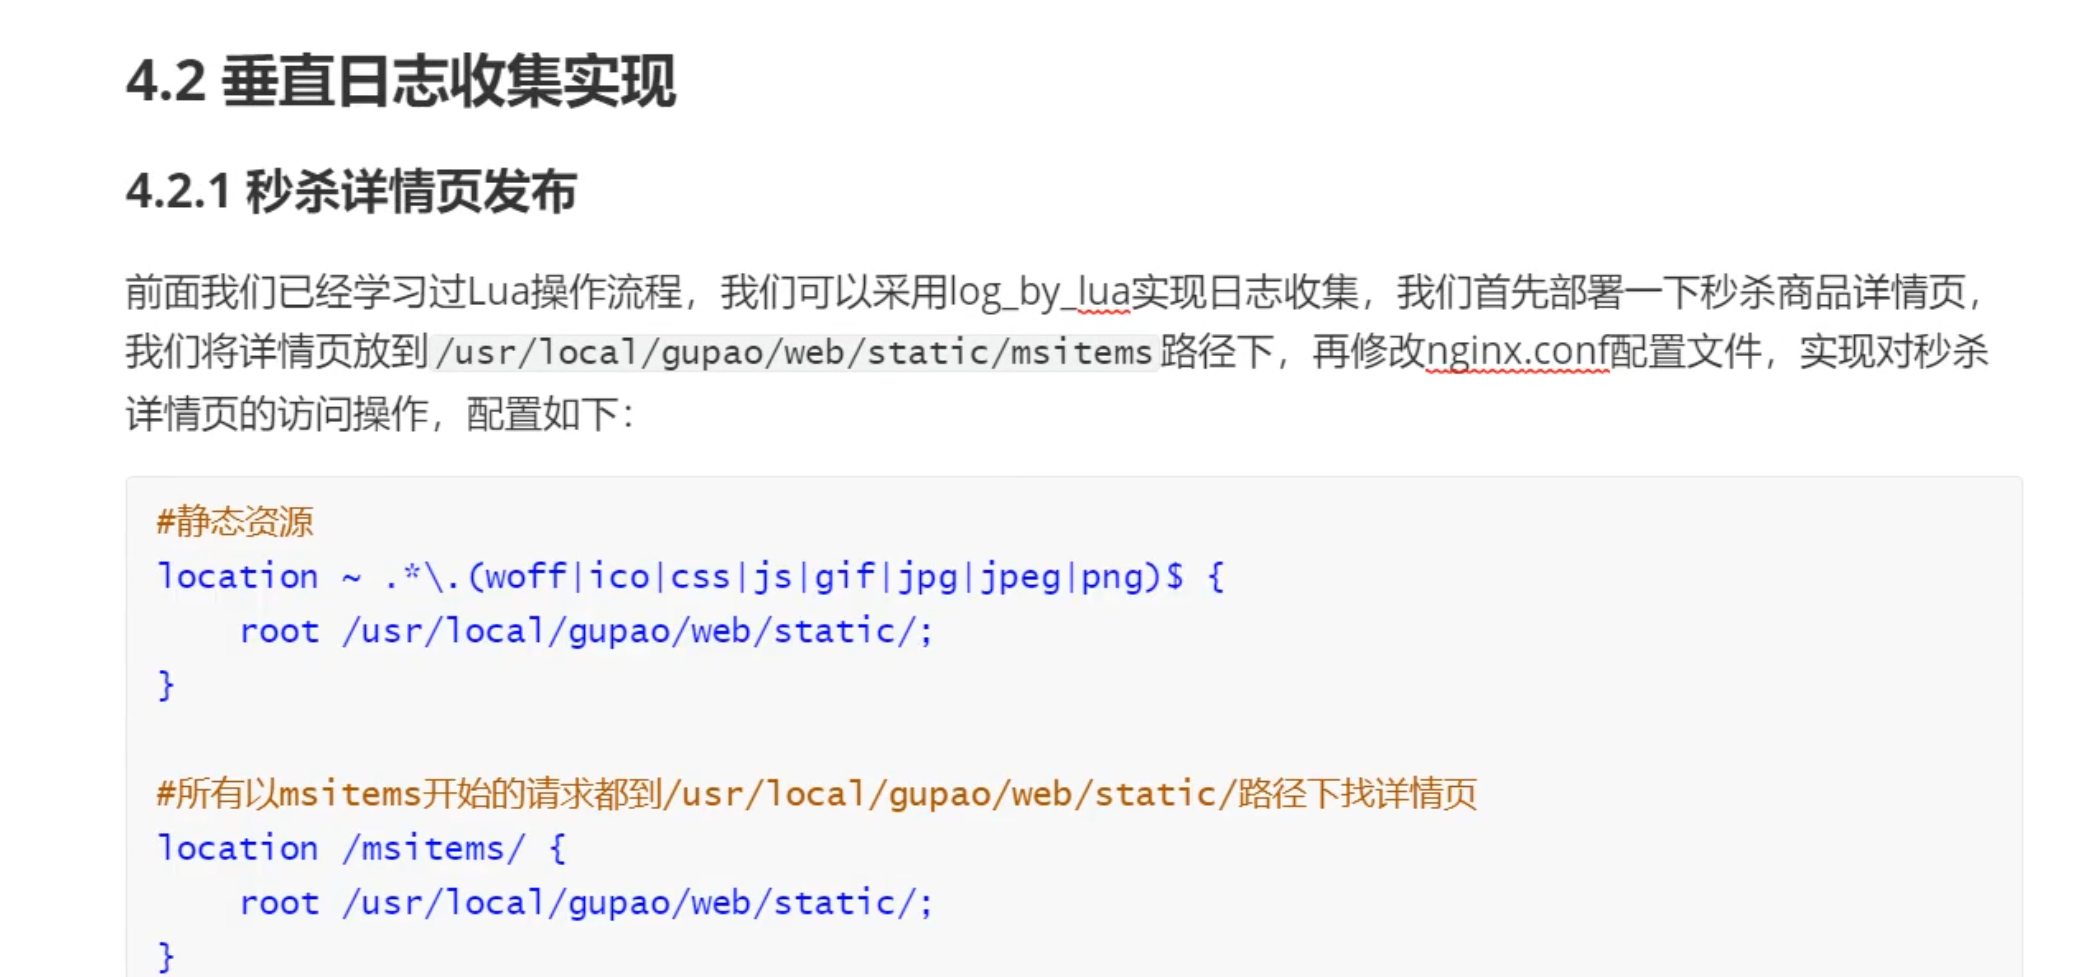 4.2 垂直日志收集实现
4.2.1 秒杀详情页发布
前面我们已经学习过Lua操作流程，我们可以采用log_by_lua实现日志收集，我们首先部署一下秒杀商品详情页，
我们将详情页放到/usr/local/gupao/web/static/msitems路径下，再修改nginx.conf配置文件，实现对秒杀
详情页的访问操作，配置如下：
#静态资源
location ~ .*\.(woff|ico|css|js|gif|jpg|jpeg|png)$ {
    root /usr/local/gupao/web/static/;
}
#所有以msitems开始的请求都到/usr/local/gupao/web/static/路径下找详情页
location /msitems/ {
    root /usr/local/gupao/web/static/;
}